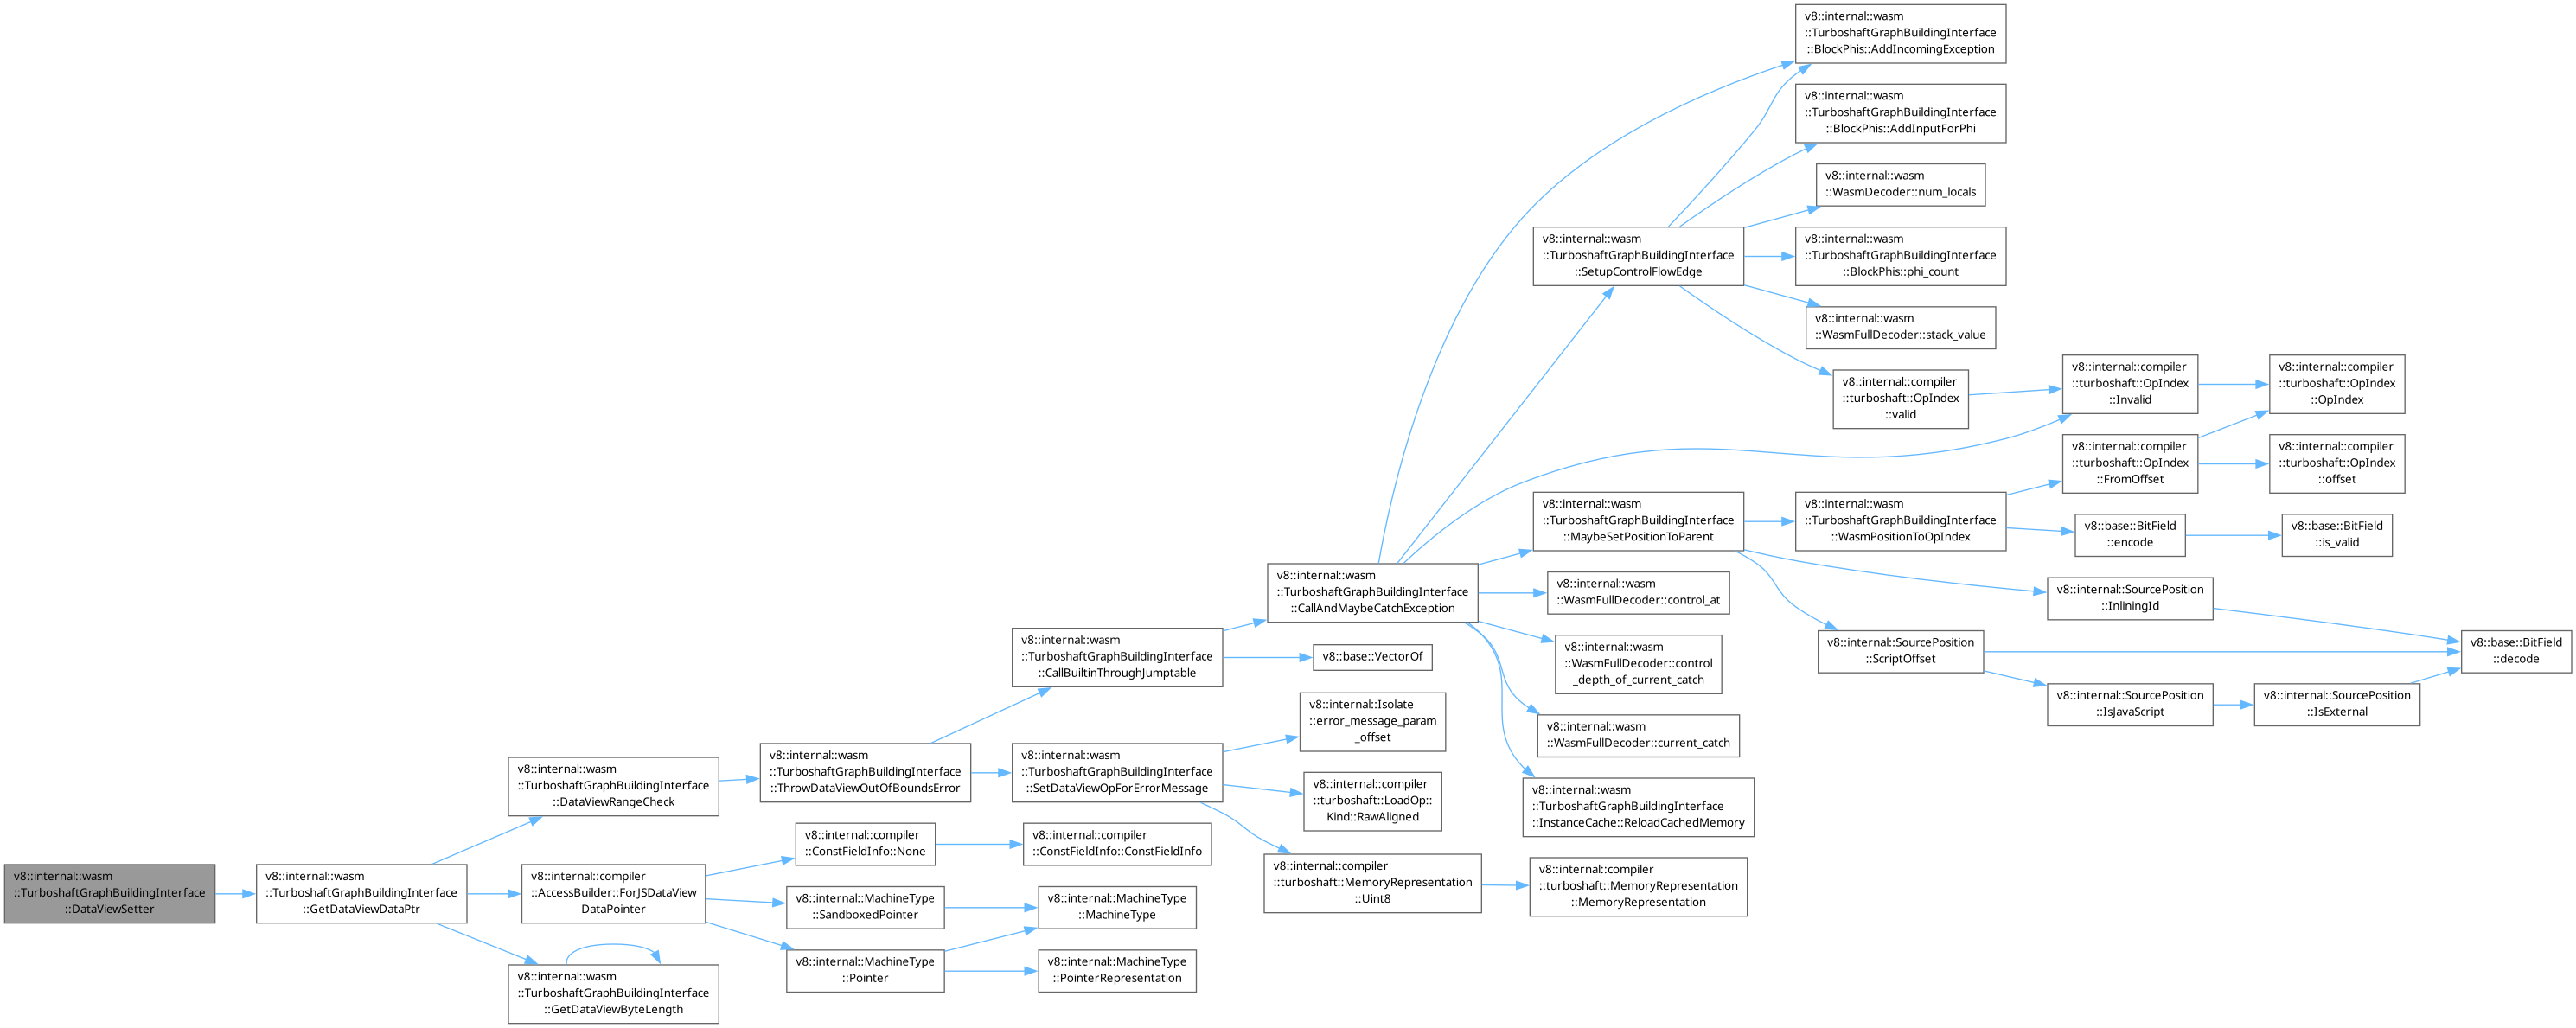 v8::internal::wasm
::TurboshaftGraphBuildingInterface
::DataViewSetter
v8::internal::wasm
::TurboshaftGraphBuildingInterface
::GetDataViewDataPtr
v8::internal::wasm
::TurboshaftGraphBuildingInterface
::DataViewRangeCheck
v8::internal::compiler
::AccessBuilder::ForJSDataView
DataPointer
v8::internal::wasm
::TurboshaftGraphBuildingInterface
::GetDataViewByteLength
v8::internal::wasm
::TurboshaftGraphBuildingInterface
::ThrowDataViewOutOfBoundsError
v8::internal::compiler
::ConstFieldInfo::None
v8::internal::MachineType
::SandboxedPointer
v8::internal::MachineType
::Pointer
v8::internal::wasm
::TurboshaftGraphBuildingInterface
::CallBuiltinThroughJumptable
v8::internal::wasm
::TurboshaftGraphBuildingInterface
::SetDataViewOpForErrorMessage
v8::internal::compiler
::ConstFieldInfo::ConstFieldInfo
v8::internal::MachineType
::MachineType
v8::internal::MachineType
::PointerRepresentation
v8::internal::wasm
::TurboshaftGraphBuildingInterface
::CallAndMaybeCatchException
v8::base::VectorOf
v8::internal::Isolate
::error_message_param
_offset
v8::internal::compiler
::turboshaft::LoadOp::
Kind::RawAligned
v8::internal::compiler
::turboshaft::MemoryRepresentation
::Uint8
v8::internal::wasm
::TurboshaftGraphBuildingInterface
::SetupControlFlowEdge
v8::internal::wasm
::TurboshaftGraphBuildingInterface
::MaybeSetPositionToParent
v8::internal::wasm
::WasmFullDecoder::control_at
v8::internal::wasm
::WasmFullDecoder::control
_depth_of_current_catch
v8::internal::wasm
::WasmFullDecoder::current_catch
v8::internal::wasm
::TurboshaftGraphBuildingInterface
::InstanceCache::ReloadCachedMemory
v8::internal::compiler
::turboshaft::MemoryRepresentation
::MemoryRepresentation
v8::internal::wasm
::TurboshaftGraphBuildingInterface
::BlockPhis::AddIncomingException
v8::internal::wasm
::TurboshaftGraphBuildingInterface
::BlockPhis::AddInputForPhi
v8::internal::wasm
::WasmDecoder::num_locals
v8::internal::wasm
::TurboshaftGraphBuildingInterface
::BlockPhis::phi_count
v8::internal::wasm
::WasmFullDecoder::stack_value
v8::internal::compiler
::turboshaft::OpIndex
::valid
v8::internal::wasm
::TurboshaftGraphBuildingInterface
::WasmPositionToOpIndex
v8::internal::SourcePosition
::ScriptOffset
v8::internal::compiler
::turboshaft::OpIndex
::Invalid
v8::internal::compiler
::turboshaft::OpIndex
::FromOffset
v8::base::BitField
::encode
v8::internal::SourcePosition
::InliningId
v8::internal::SourcePosition
::IsJavaScript
v8::internal::compiler
::turboshaft::OpIndex
::OpIndex
v8::internal::compiler
::turboshaft::OpIndex
::offset
v8::base::BitField
::is_valid
v8::internal::SourcePosition
::IsExternal
v8::base::BitField
::decode